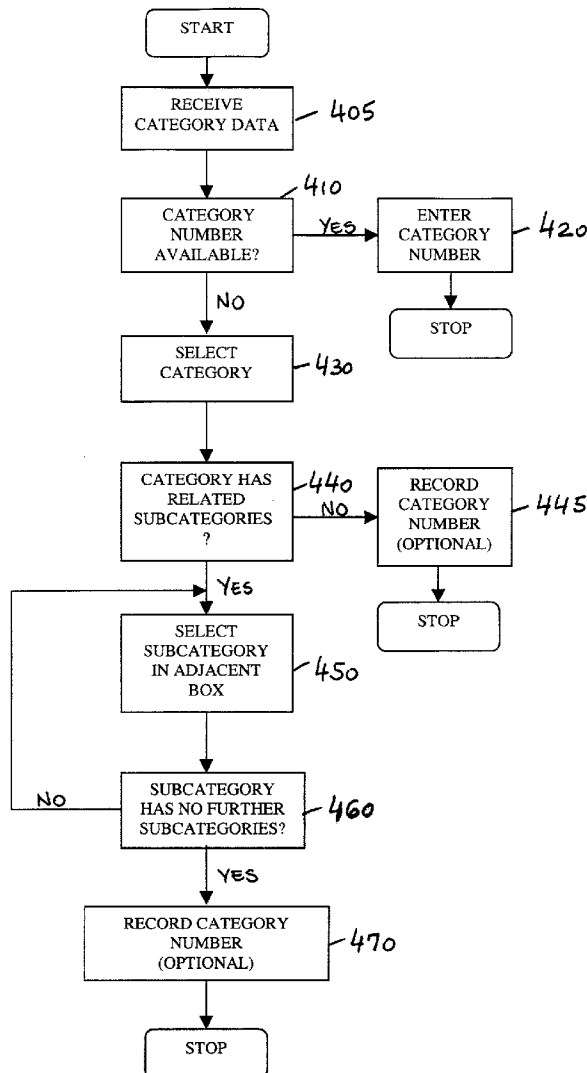 START
RECEIVE
CATEGORY DATA
405
410
CATEGORY
NUMBER
AVAILABLE?
YES
ENTER
CATEGORY
NUMBER
420
STOP
NO
SELECT
CATEGORY
430
CATEGORY HAS
RELATED
SUBCATEGORIES
?
440
NO
RECORD
CATEGORY
NUMBER
(OPTIONAL)
445
STOP
YES
SELECT
SUBCATEGORY
IN ADJACENT
BOX
450
SUBCATEGORY
HAS NO FURTHER
SUBCATEGORIES?
460
NO
YES
RECORD CATEGORY
NUMBER
(OPTIONAL)
470
STOP